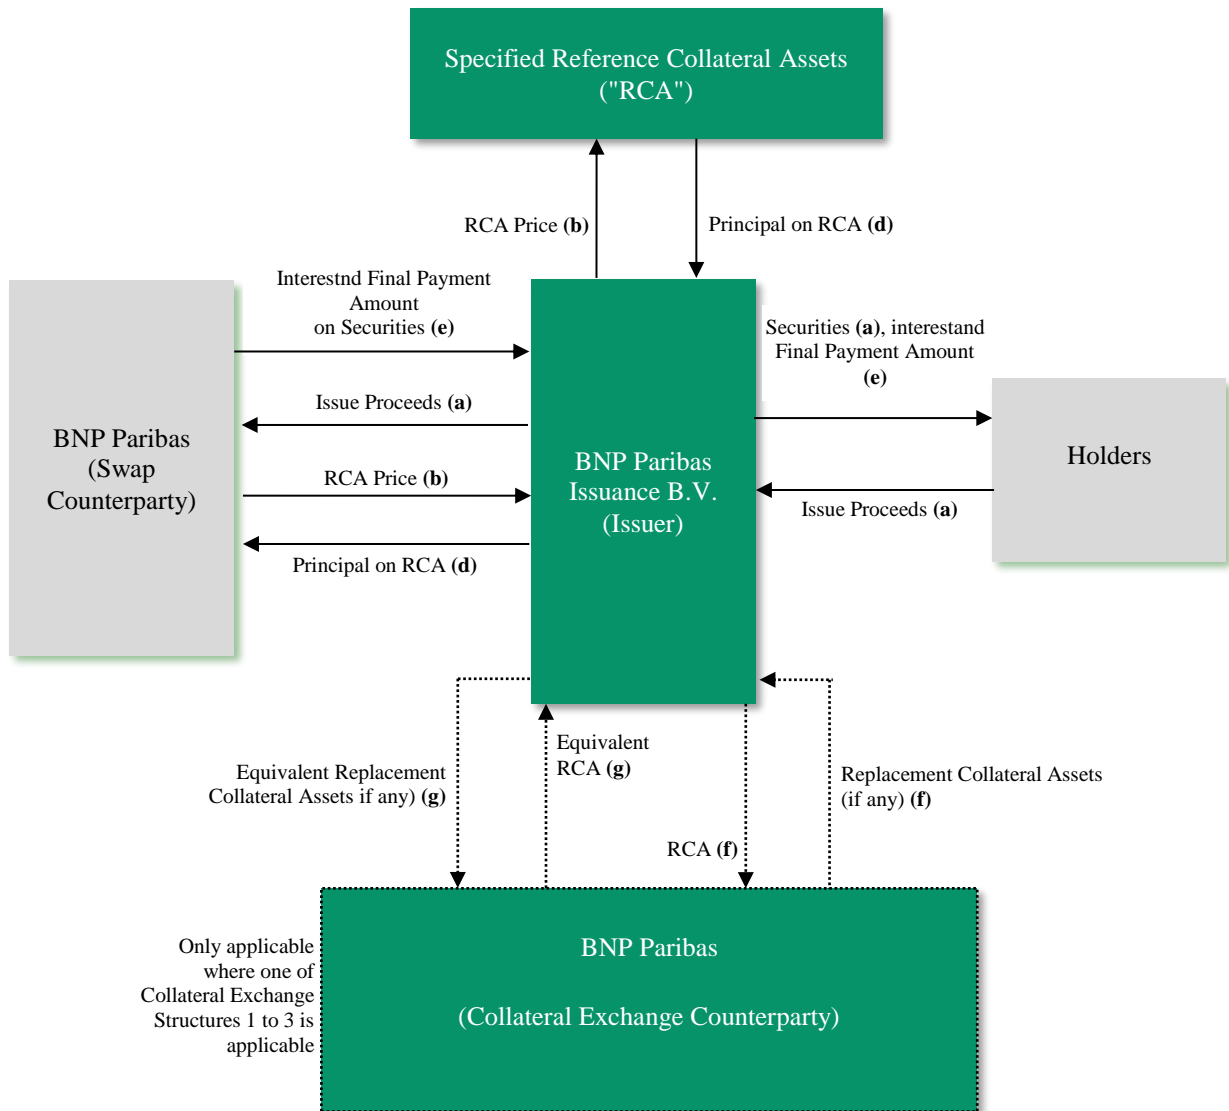 Specified Reference Collateral Assets
("RCA")
RCA Price (b)
Principal on RCA (d)
Interestnd Final Payment
Amount
on Securities (e)
Securities (a), interestand
Final Payment Amount
(e)
Issue Proceeds (a)
BNP Paribas
(Swap
Counterparty)
RCA Price (b)
BNP Paribas
Issuance B.V.
(Issuer)
Holders
Issue Proceeds (a)
Principal on RCA (d)
Equivalent Replacement
Collateral Assets if any) (g)
Equivalent
RCA (g)
RCA (f)
Replacement Collateral Assets
(if any) (f)
Only applicable
where one of
Collateral Exchange
Structures 1 to 3 is
applicable
BNP Paribas
(Collateral Exchange Counterparty)